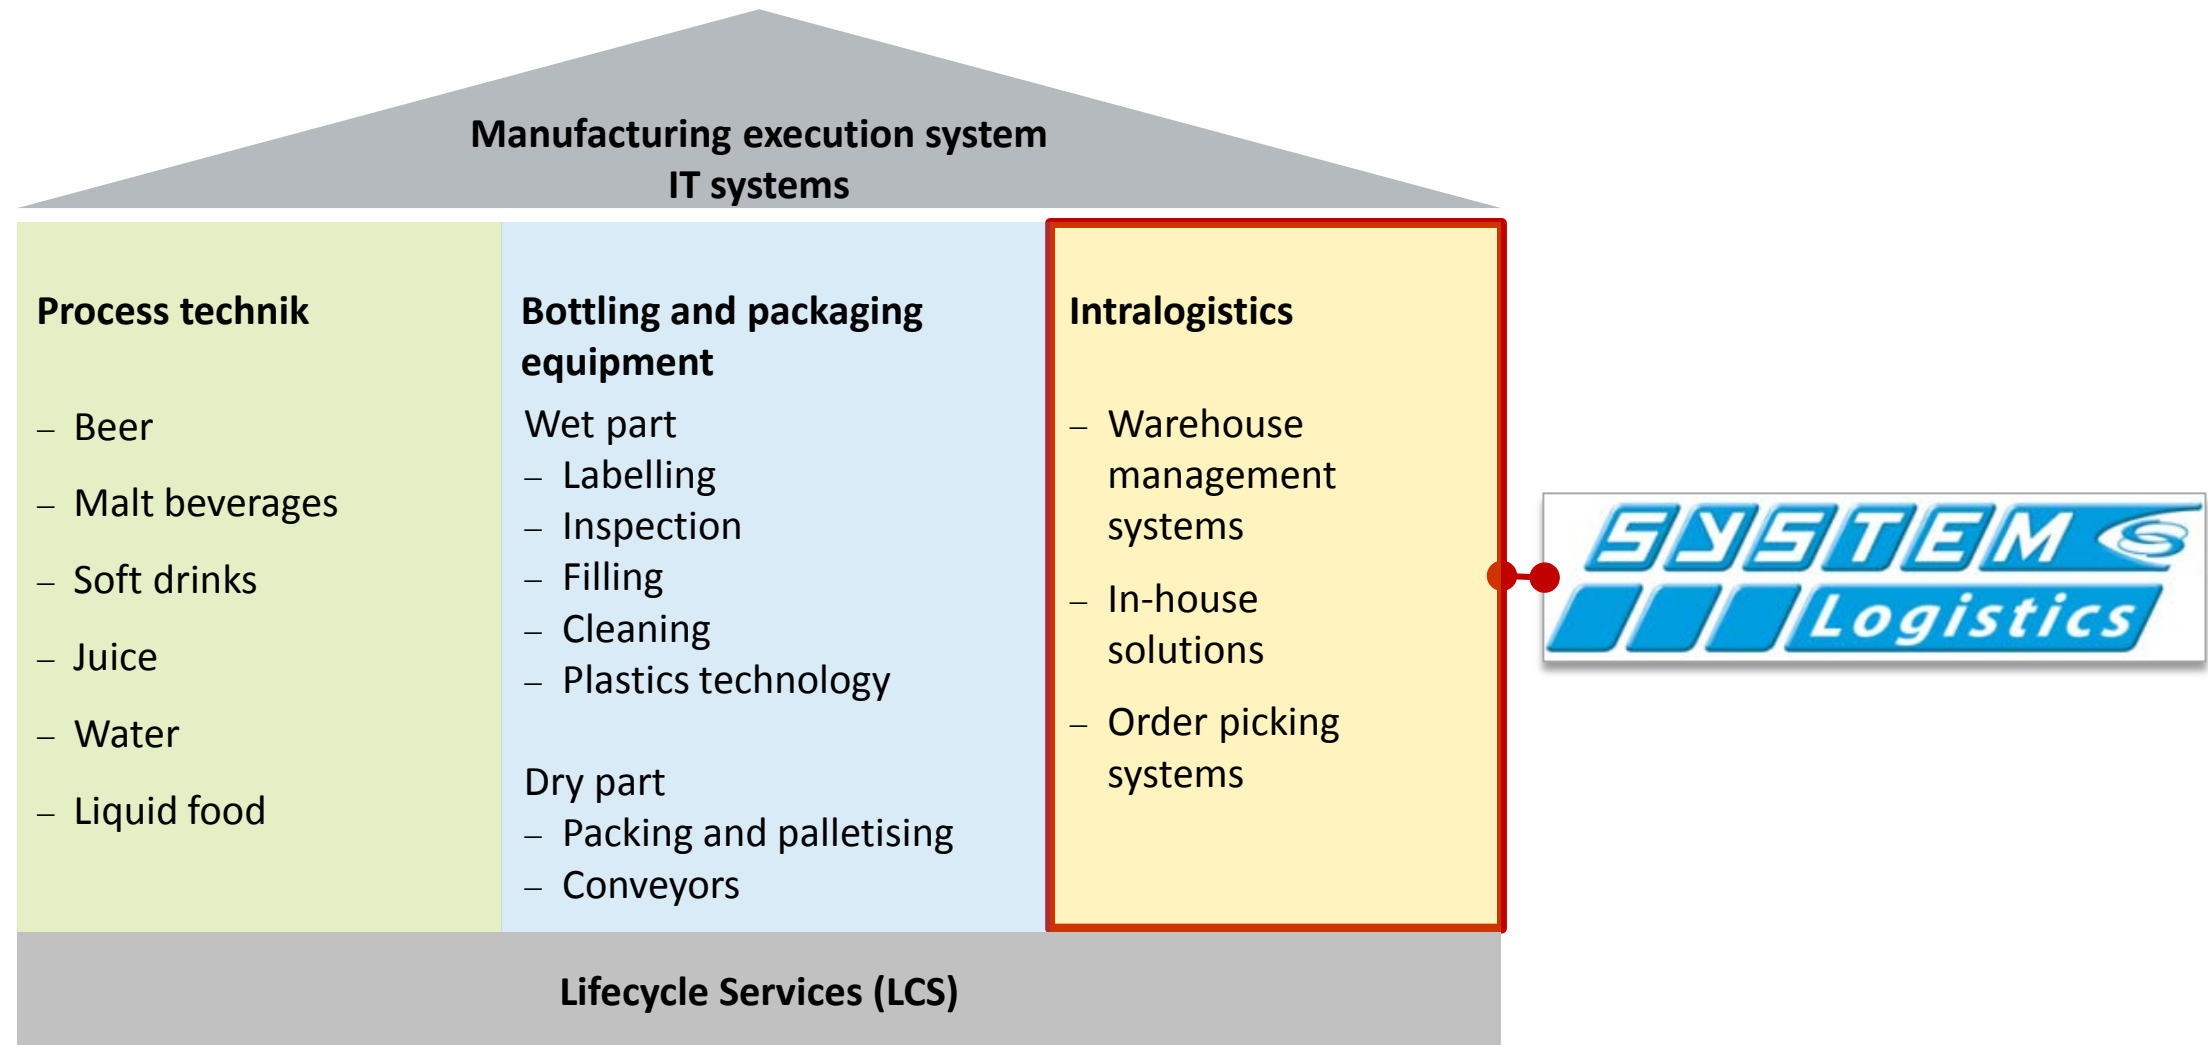 Manufacturing execution system
IT systems
Process technik
– Beer
– Malt beverages
– Soft drinks
– Juice
– Water
– Liquid food
Bottling and packaging
equipment
Wet part
– Labelling
– Inspection
– Filling
– Cleaning
– Plastics technology
Dry part
– Packing and palletising
– Conveyors
Intralogistics
– Warehouse
management
systems
– In-house
solutions
– Order picking
systems
SYSTEM
Logistics
Lifecycle Services (LCS)